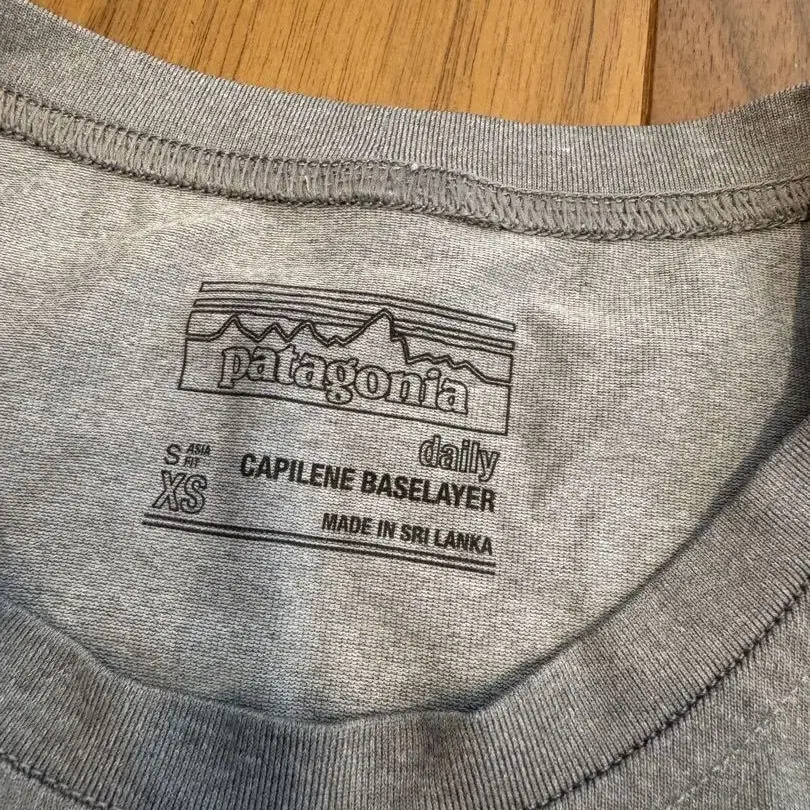 patagonia
daily
S ASIA FIT
XS
CAPILENE BASELAYER
MADE IN SRI LANKA